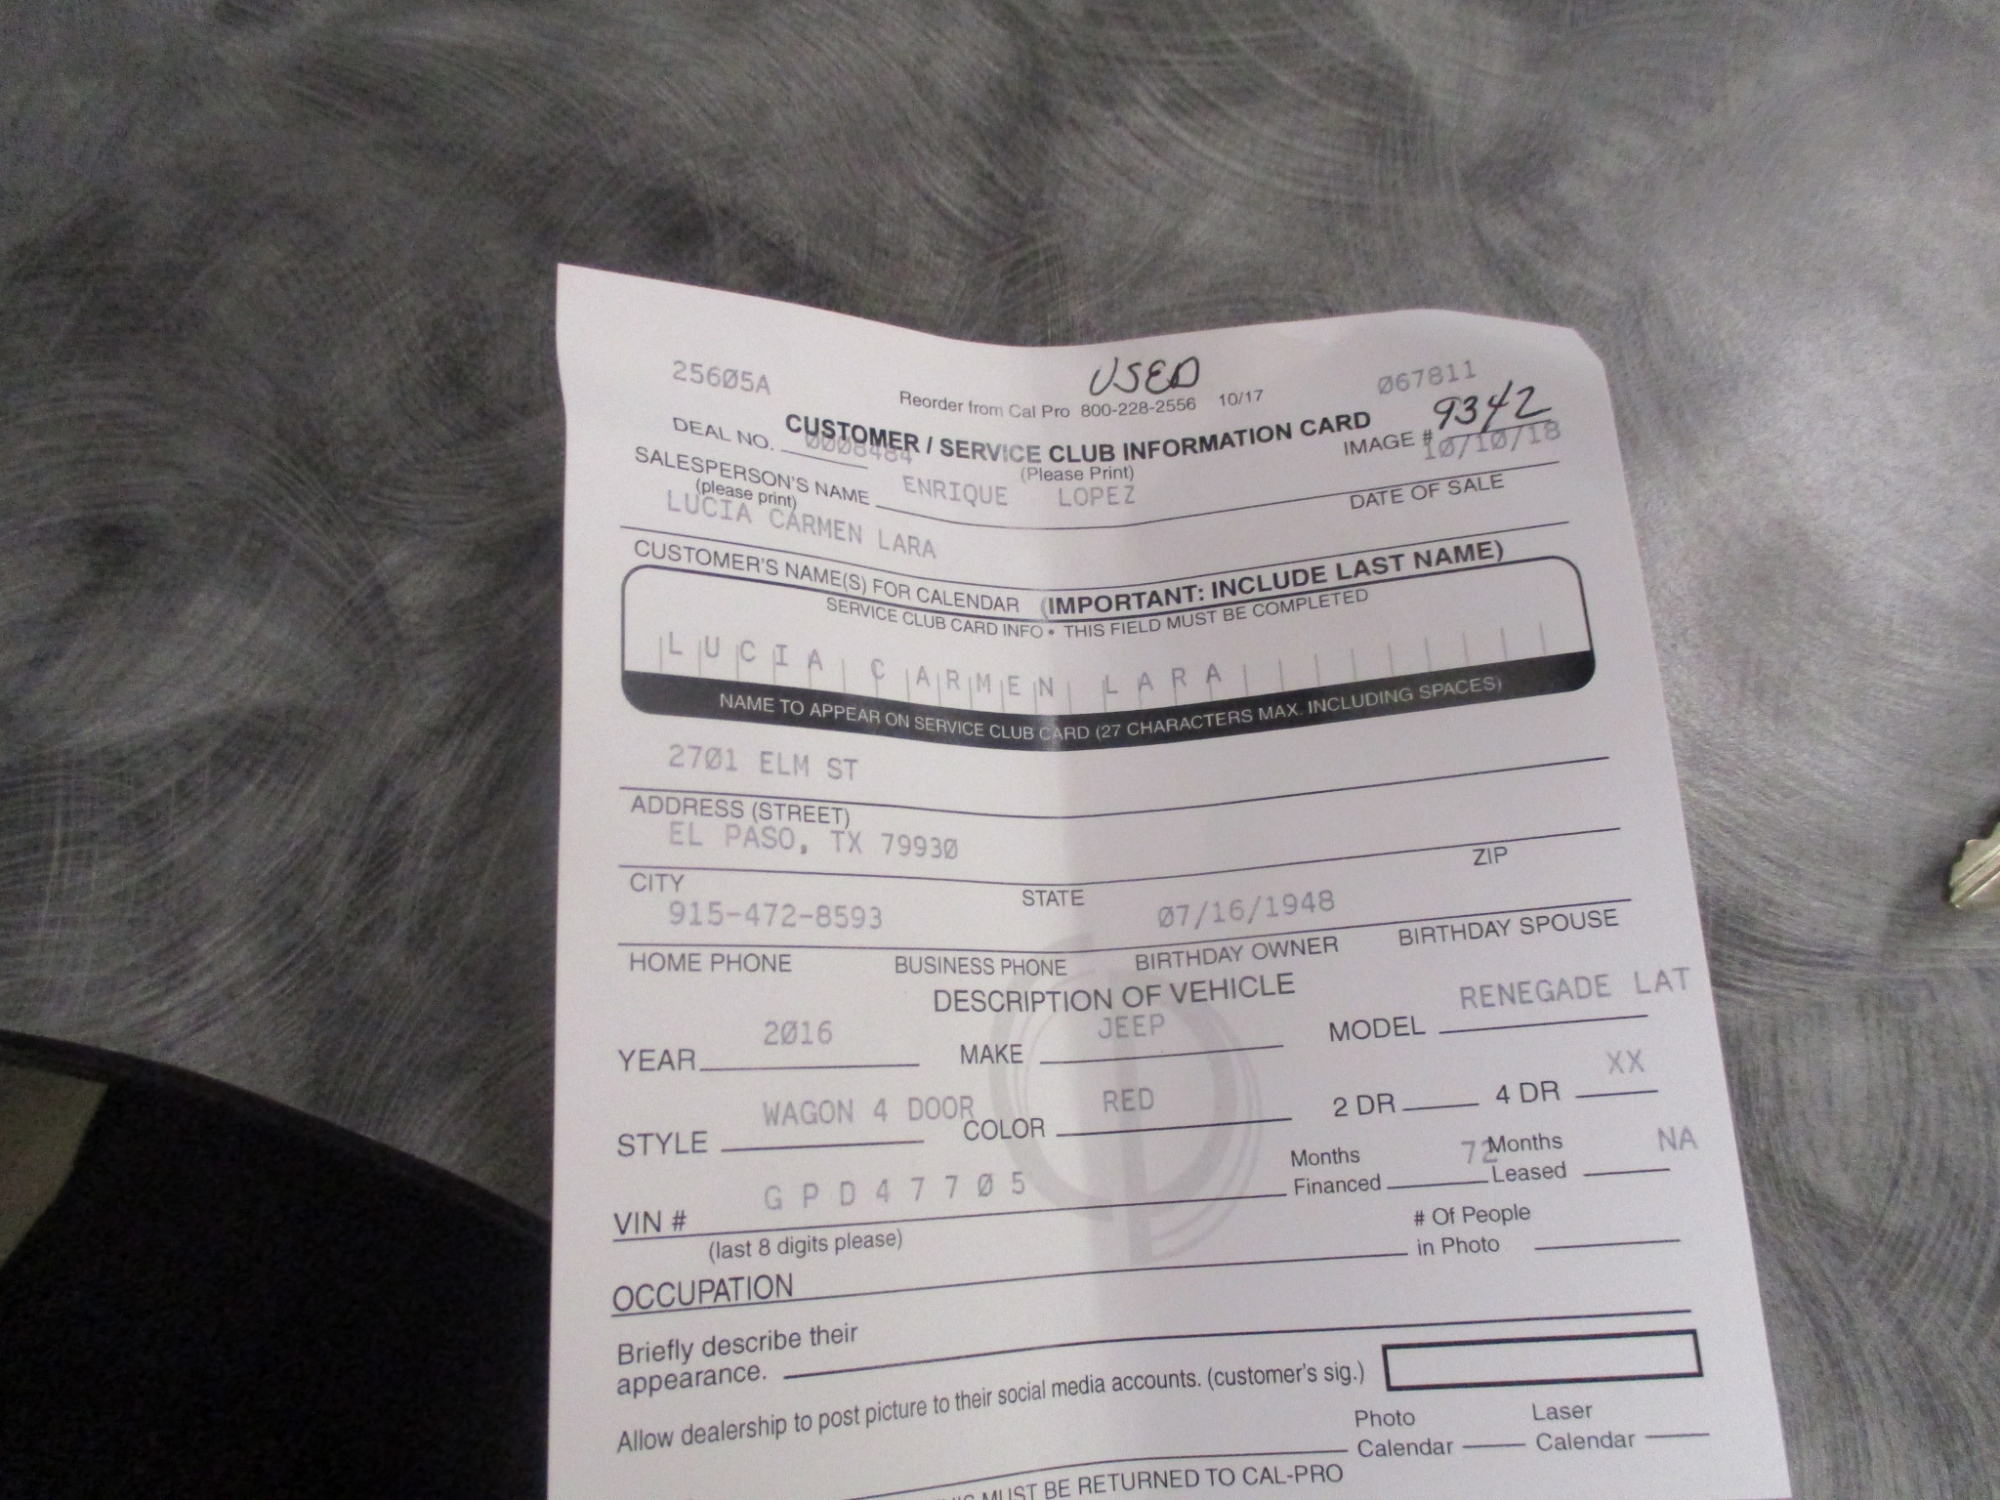 25605A USED 067811
Reorder from Cal Pro 800-228-2556 10/17
CUSTOMER / SERVICE CLUB INFORMATION CARD
DEAL NO. 0008484 (Please Print) IMAGE # 9342
10/10/18
SALESPERSON'S NAME ENRIQUE LOPEZ DATE OF SALE
(please print)
LUCIA CARMEN LARA
CUSTOMER'S NAME(S) FOR CALENDAR (IMPORTANT: INCLUDE LAST NAME)
SERVICE CLUB CARD INFO • THIS FIELD MUST BE COMPLETED
LUCIA CARMEN LARA
NAME TO APPEAR ON SERVICE CLUB CARD (27 CHARACTERS MAX. INCLUDING SPACES)
2701 ELM ST
ADDRESS (STREET)
EL PASO, TX 79930
CITY STATE ZIP
915-472-8593 07/16/1948
HOME PHONE BUSINESS PHONE BIRTHDAY OWNER BIRTHDAY SPOUSE
DESCRIPTION OF VEHICLE
YEAR 2016 MAKE JEEP MODEL RENEGADE LAT
STYLE WAGON 4 DOOR COLOR RED 2 DR 4 DR XX
VIN # G P D 4 7 7 0 5 Months Financed 72 Months Leased NA
(last 8 digits please)
# Of People
in Photo
OCCUPATION
Briefly describe their
appearance.
Allow dealership to post picture to their social media accounts. (customer's sig.)
Photo Laser
Calendar Calendar
MUST BE RETURNED TO CAL-PRO